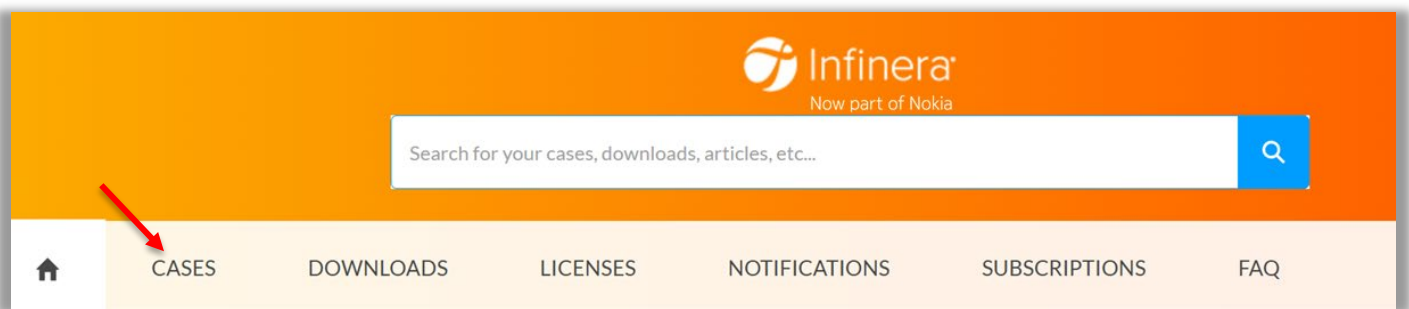 Infinera
Now part of Nokia
Search for your cases, downloads, articles, etc...
CASES DOWNLOADS LICENSES NOTIFICATIONS SUBSCRIPTIONS FAQ